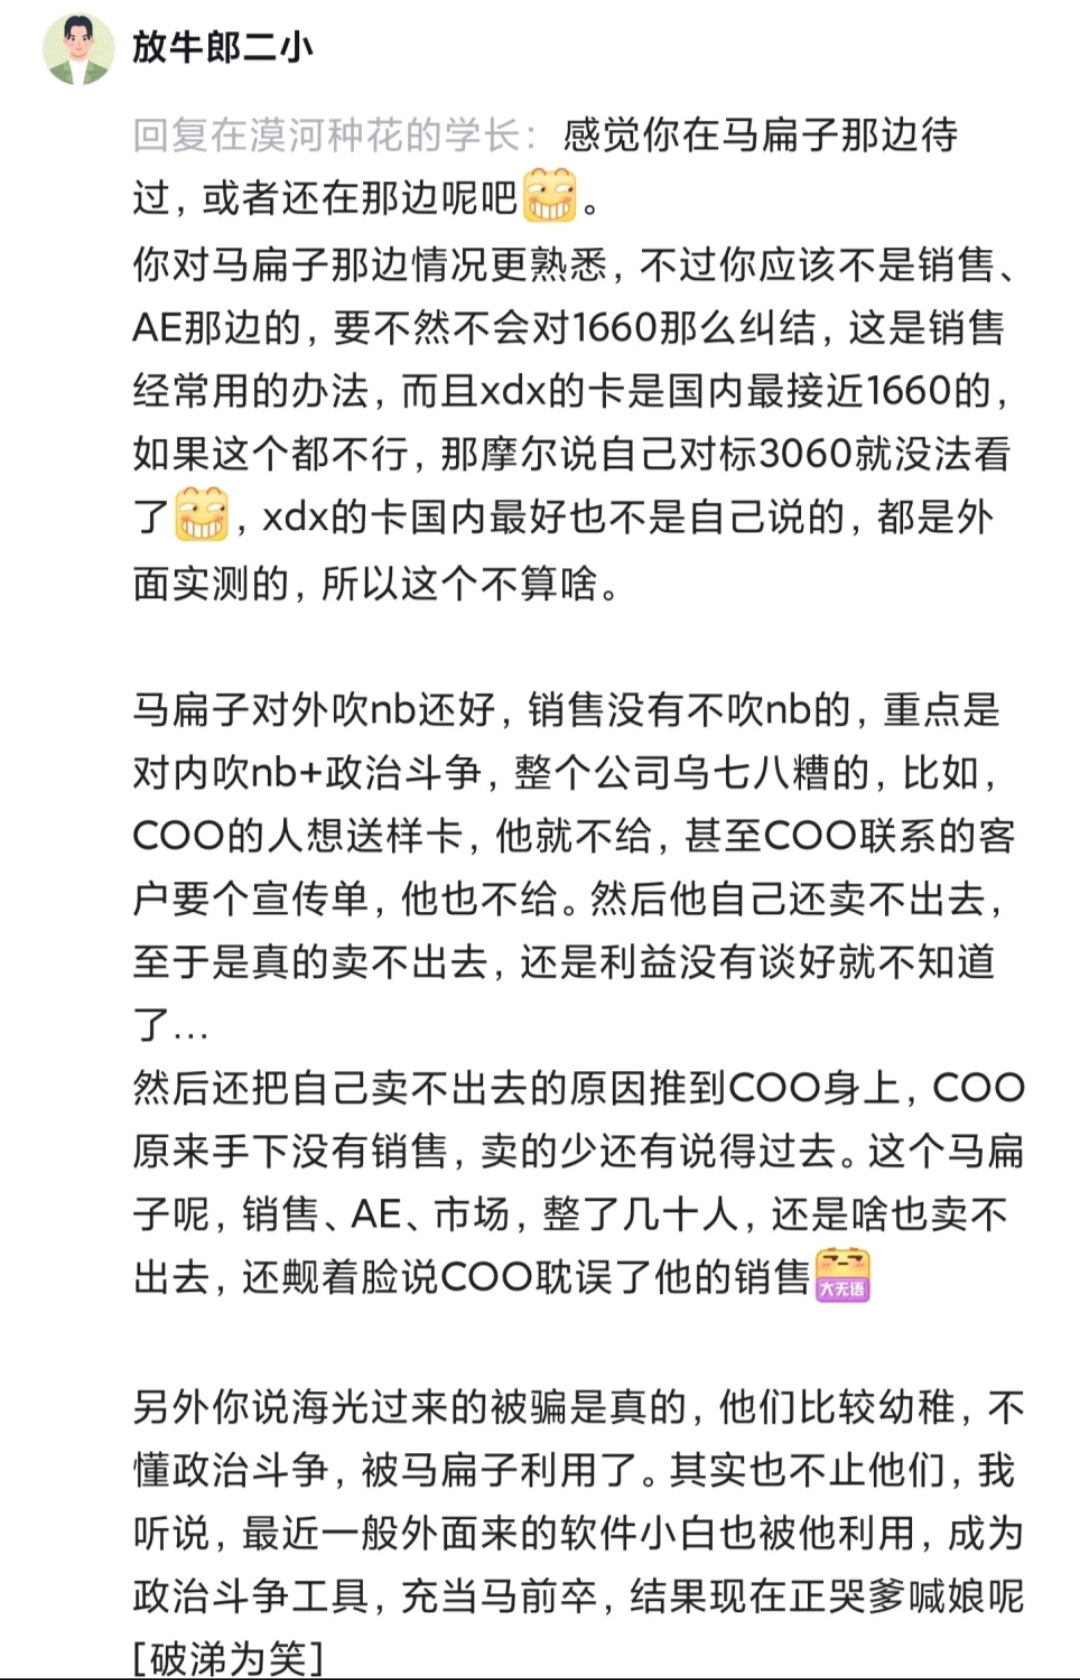 放牛郎二小
回复在漠河种花的学长：感觉你在马扁子那边待
过，或者还在那边呢吧。
你对马扁子那边情况更熟悉，不过你应该不是销售、
AE那边的，要不然不会对1660那么纠结，这是销售
经常用的办法，而且xdx的卡是国内最接近1660的，
如果这个都不行，那摩尔说自己对标3060就没法看
了，xdx的卡国内最好也不是自己说的，都是外
面实测的，所以这个不算啥。
马扁子对外吹nb还好，销售没有不吹nb的，重点是
对内吹nb+政治斗争，整个公司乌七八糟的，比如，
COO的人想送样卡，他就不给，甚至COO联系的客
户要个宣传单，他也不给。然后他自己还卖不出去，
至于是真的卖不出去，还是利益没有谈好就不知道
了...
然后还把自己卖不出去的原因推到COO身上，COO
原来手下没有销售，卖的少还有说得过去。这个马扁
子呢，销售、AE、市场，整了几十人，还是啥也卖不
出去，还觍着脸说COO耽误了他的销售大无语
另外你说海光过来的被骗是真的，他们比较幼稚，不
懂政治斗争，被马扁子利用了。其实也不止他们，我
听说，最近一般外面来的软件小白也被他利用，成为
政治斗争工具，充当马前卒，结果现在正哭爹喊娘呢
[破涕为笑]